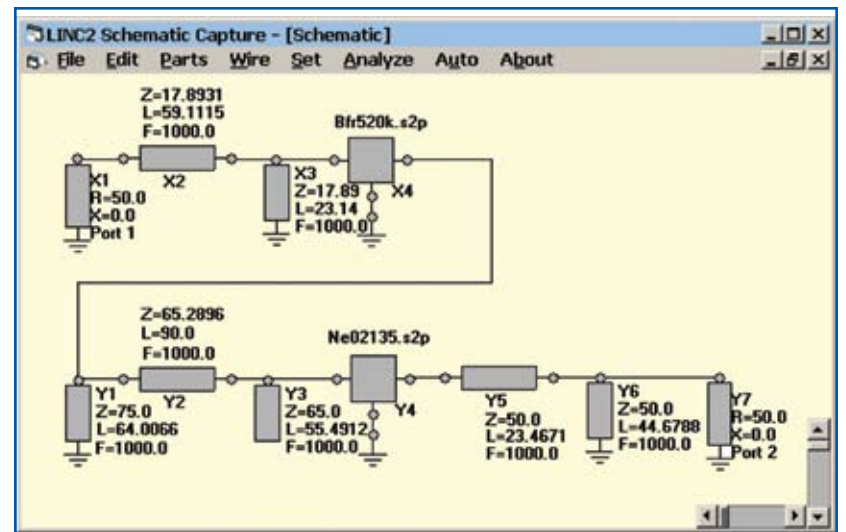 LINC2 Schematic Capture - [Schematic]
File Edit Parts Wire Set Analyze Auto About
Z=17.8931
L=59.1115
F=1000.0
X2
Bfr520k.s2p
X4
X1
R=50.0
X=0.0
Port 1
X3
Z=17.89
L=23.14
F=1000.0
Z=65.2896
L=90.0
F=1000.0
Y2
Ne02135.s2p
Y4
Y1
Z=75.0
L=64.0066
F=1000.0
Y3
Z=65.0
L=55.4912
F=1000.0
Y5
Z=50.0
L=23.4671
F=1000.0
Y6
Z=50.0
L=44.6788
F=1000.0
Y7
R=50.0
X=0.0
Port 2